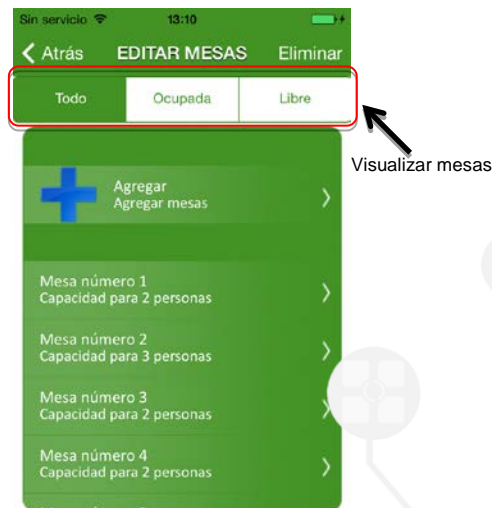 Sin servicio 13:10
Atrás EDITAR MESAS Eliminar
Todo Ocupada Libre
Visualizar mesas
Agregar
Agregar mesas
Mesa número 1
Capacidad para 2 personas
Mesa número 2
Capacidad para 3 personas
Mesa número 3
Capacidad para 2 personas
Mesa número 4
Capacidad para 2 personas